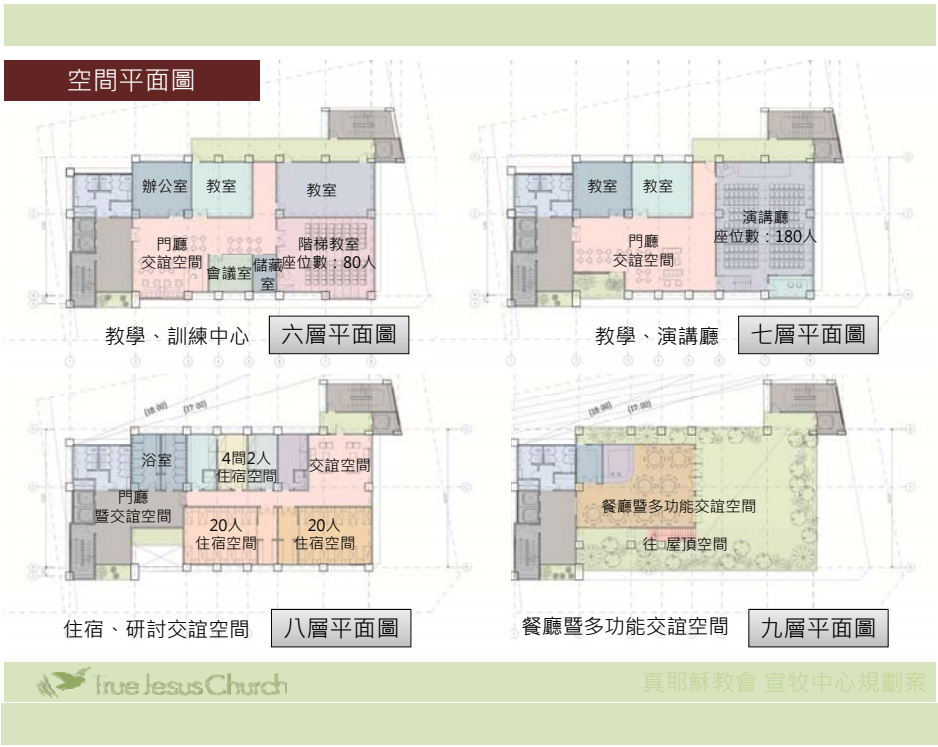 空間平面圖
辦公室
教室
教室
門廳
交誼空間
會議室
儲藏
室
階梯教室
座位數：80人
教學、訓練中心
六層平面圖
教室
教室
演講廳
座位數：180人
門廳
交誼空間
教學、演講廳
七層平面圖
(18.00)
(17.00)
浴室
4間2人
住宿空間
交誼空間
門廳
暨交誼空間
20人
住宿空間
20人
住宿空間
住宿、研討交誼空間
八層平面圖
(18.00)
(17.00)
餐廳暨多功能交誼空間
往 屋頂空間
餐廳暨多功能交誼空間
九層平面圖
True Jesus Church
真耶穌教會 宣牧中心規劃案